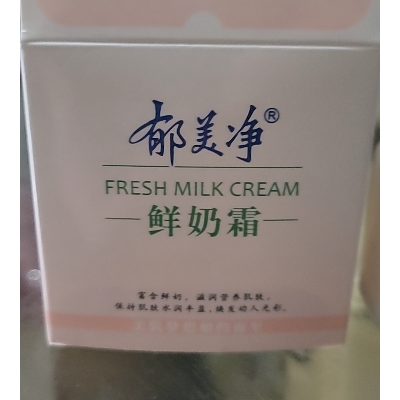 郁美净®
FRESH MILK CREAM
鲜奶霜
富含鲜奶，滋润营养肌肤，
保持肌肤水润丰盈，焕发动人光彩。